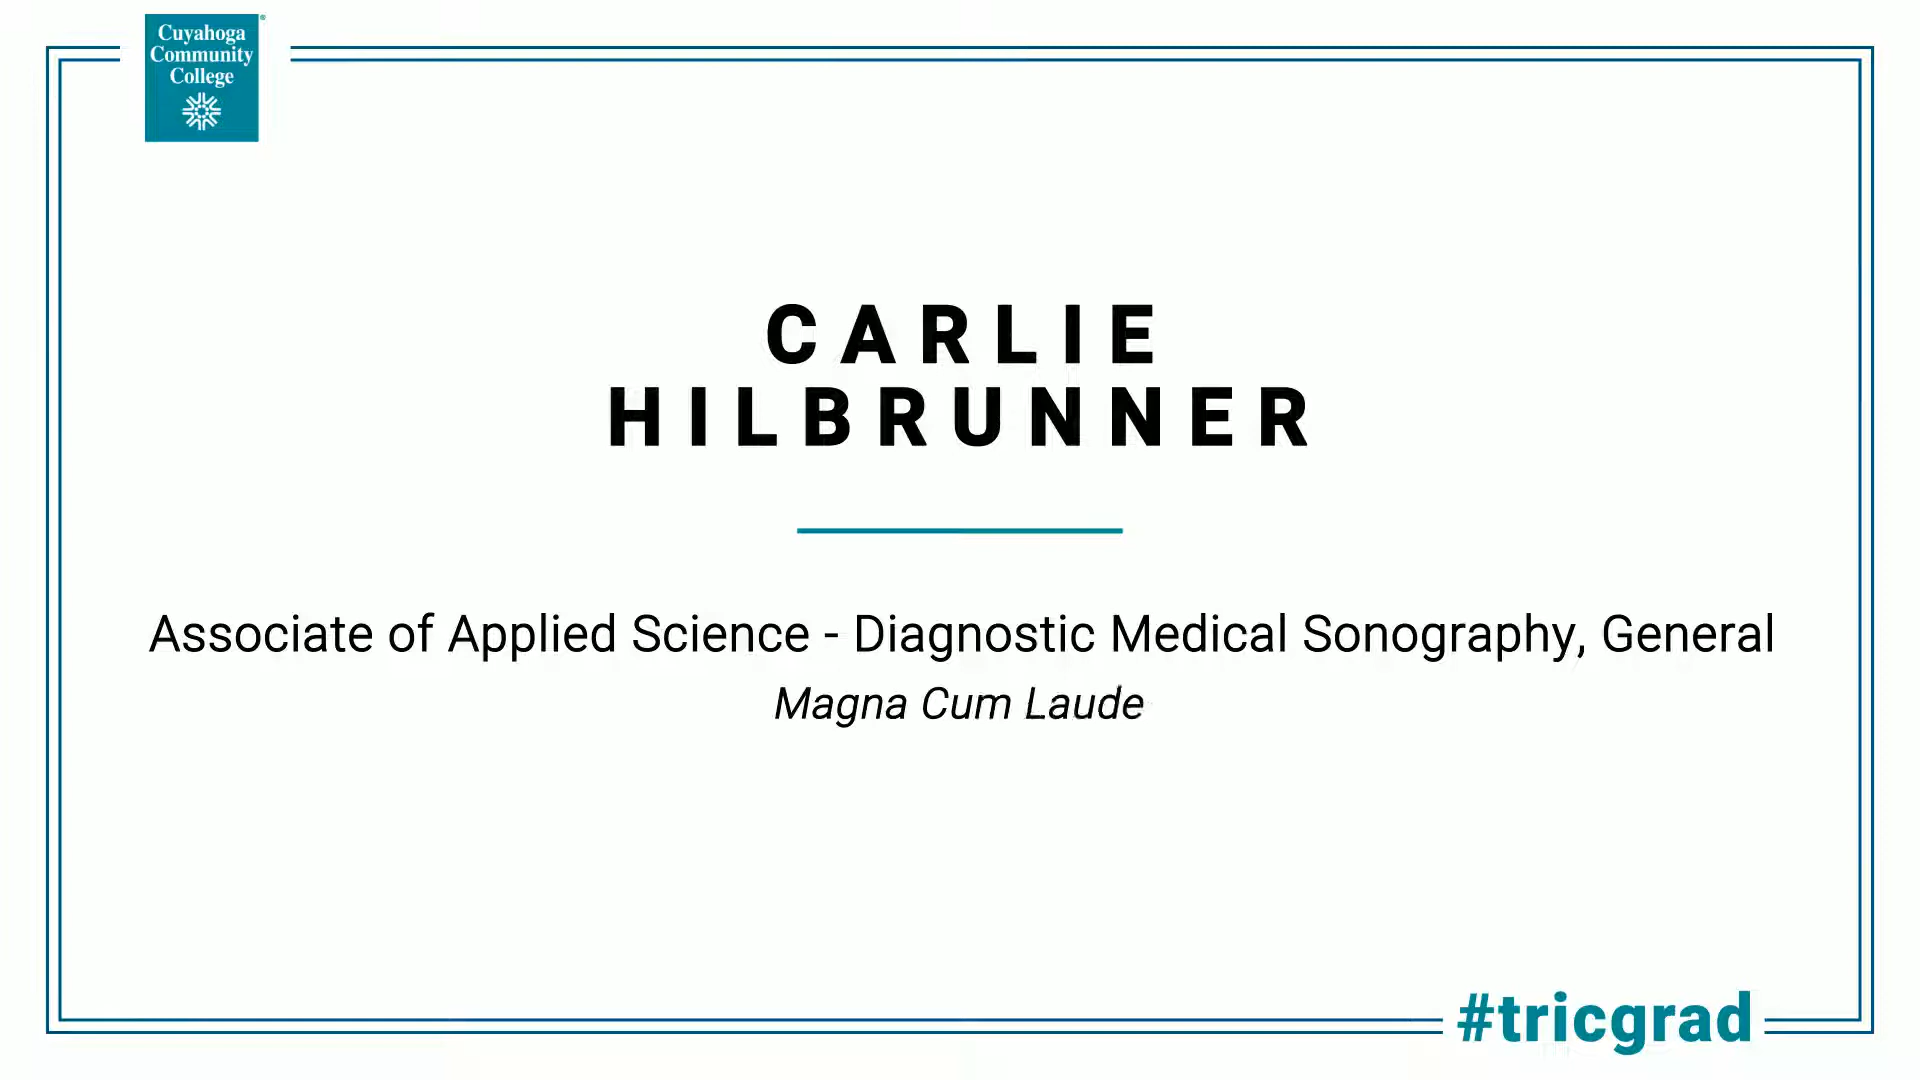 Cuyahoga
Community
College
CARLIE
HILBRUNNER
Associate of Applied Science - Diagnostic Medical Sonography, General
Magna Cum Laude
#tricgrad